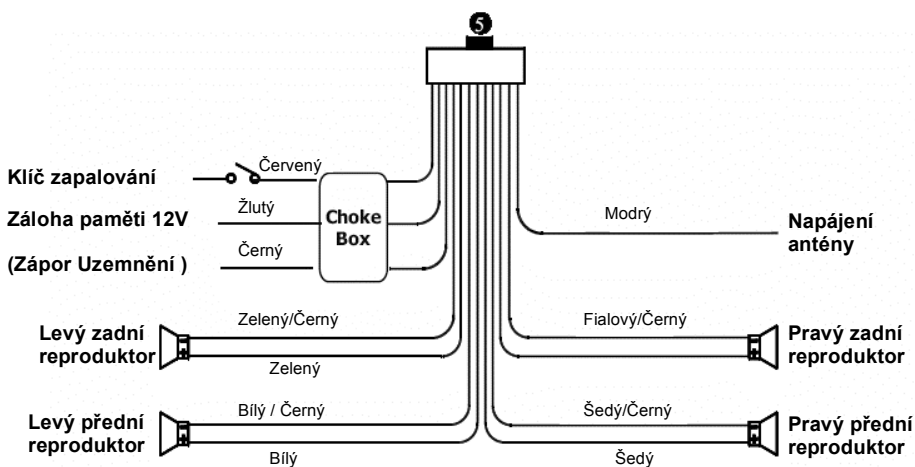 5
Červený
Klíč zapalování
Žlutý
Záloha paměti 12V
Choke
Box
Modrý
Napájení
antény
Černý
(Zápor Uzemnění )
Zelený/Černý
Levý zadní
reproduktor
Zelený
Fialový/Černý
Pravý zadní
reproduktor
Bílý / Černý
Levý přední
reproduktor
Bílý
Šedý/Černý
Pravý přední
reproduktor
Šedý